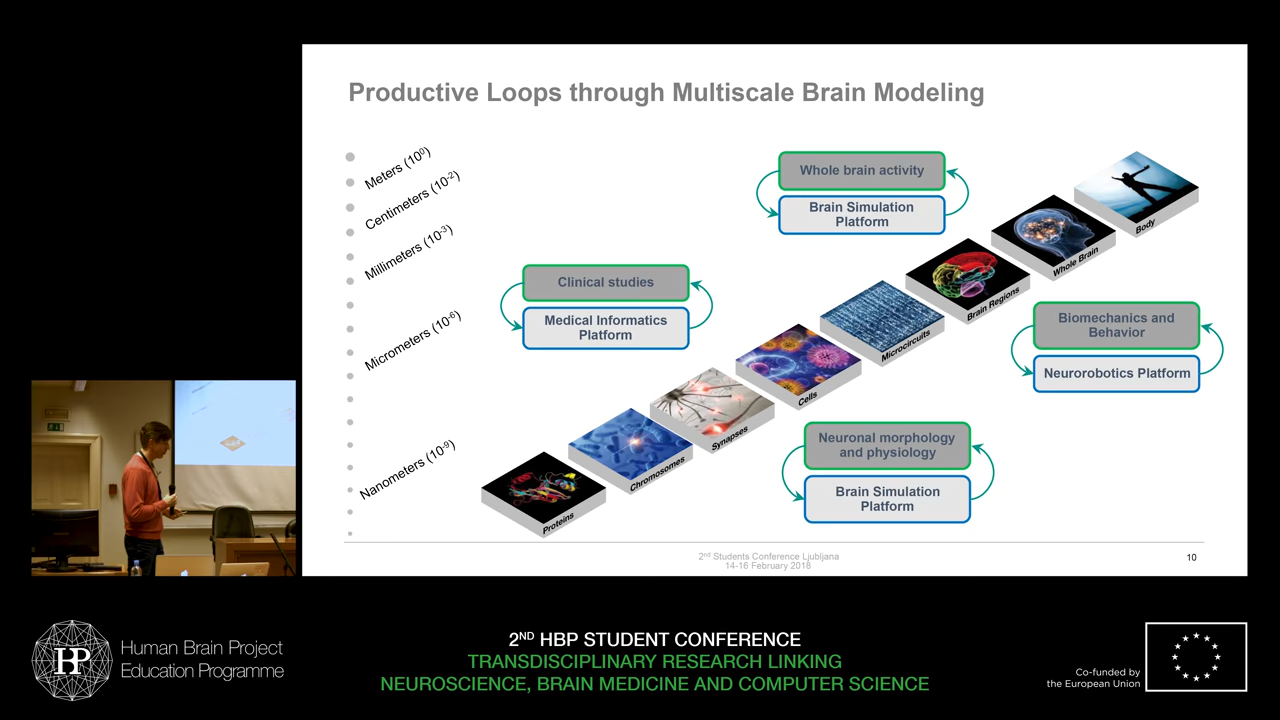 Productive Loops through Multiscale Brain Modeling
Meters (10⁰)
Centimeters (10⁻²)
Millimeters (10⁻³)
Micrometers (10⁻⁶)
Nanometers (10⁻⁹)
Whole brain activity
Brain Simulation
Platform
Clinical studies
Medical Informatics
Platform
Biomechanics and
Behavior
Neurorobotics Platform
Neuronal morphology
and physiology
Brain Simulation
Platform
Body
Whole Brain
Brain Regions
Microcircuits
Cells
Synapses
Chromosomes
Proteins
2nd Students Conference Ljubljana
14-16 February 2018
10
HP
Human Brain Project
Education Programme
2ND HBP STUDENT CONFERENCE
TRANSDISCIPLINARY RESEARCH LINKING
NEUROSCIENCE, BRAIN MEDICINE AND COMPUTER SCIENCE
Co-funded by
the European Union